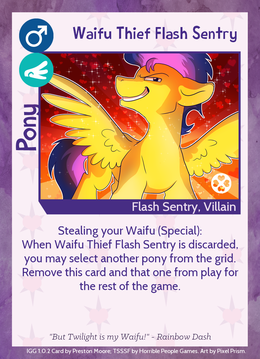 Waifu Thief Flash Sentry
Pony
Flash Sentry, Villain
Stealing your Waifu (Special):
When Waifu Thief Flash Sentry is discarded,
you may select another pony from the grid.
Remove this card and that one from play for
the rest of the game.
"But Twilight is my Waifu!" - Rainbow Dash
IGG 1.0.2 Card by Preston Moore, TSSSF by Horrible People Games. Art by Pixel Prism.